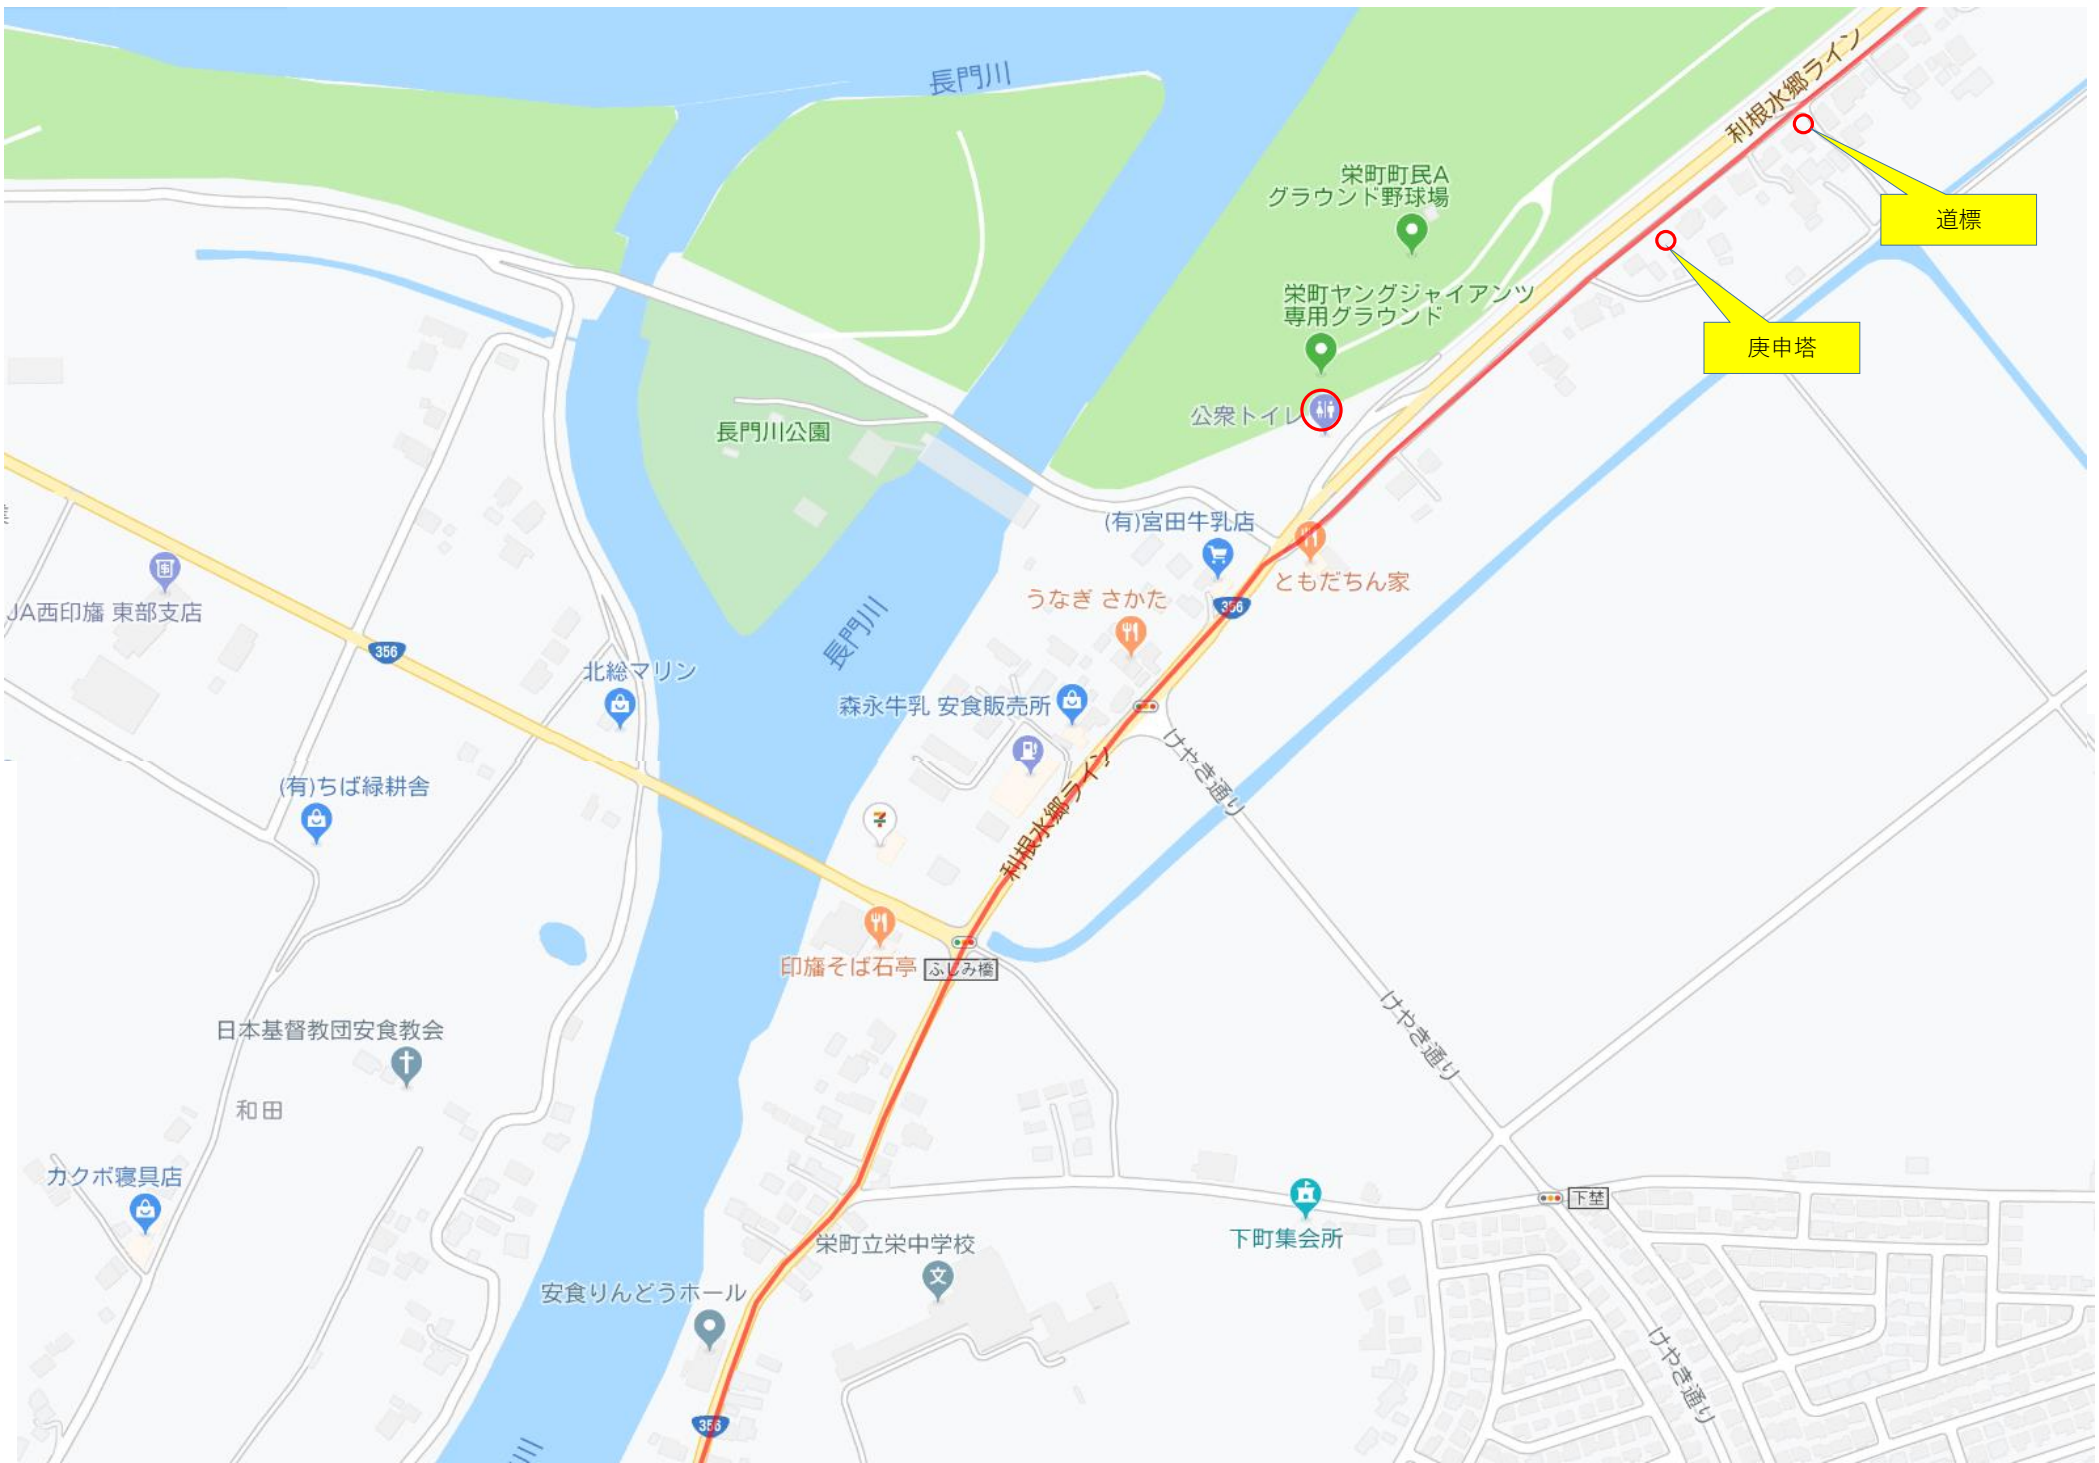 長門川
利根水郷ライン
栄町町民A
グラウンド野球場
道標
栄町ヤングジャイアンツ
専用グラウンド
庚申塔
公衆トイレ
長門川公園
(有)宮田牛乳店
ともだちん家
JA西印旛 東部支店
うなぎ さかた
356
長門川
356
北総マリン
森永牛乳 安食販売所
けやき通り
(有)ちば緑耕舎
利根水郷ライン
印旛そば石亭
ふじみ橋
けやき通り
日本基督教団安食教会
和田
カクボ寝具店
下町集会所
下埜
栄町立栄中学校
文
安食りんどうホール
けやき通り
356